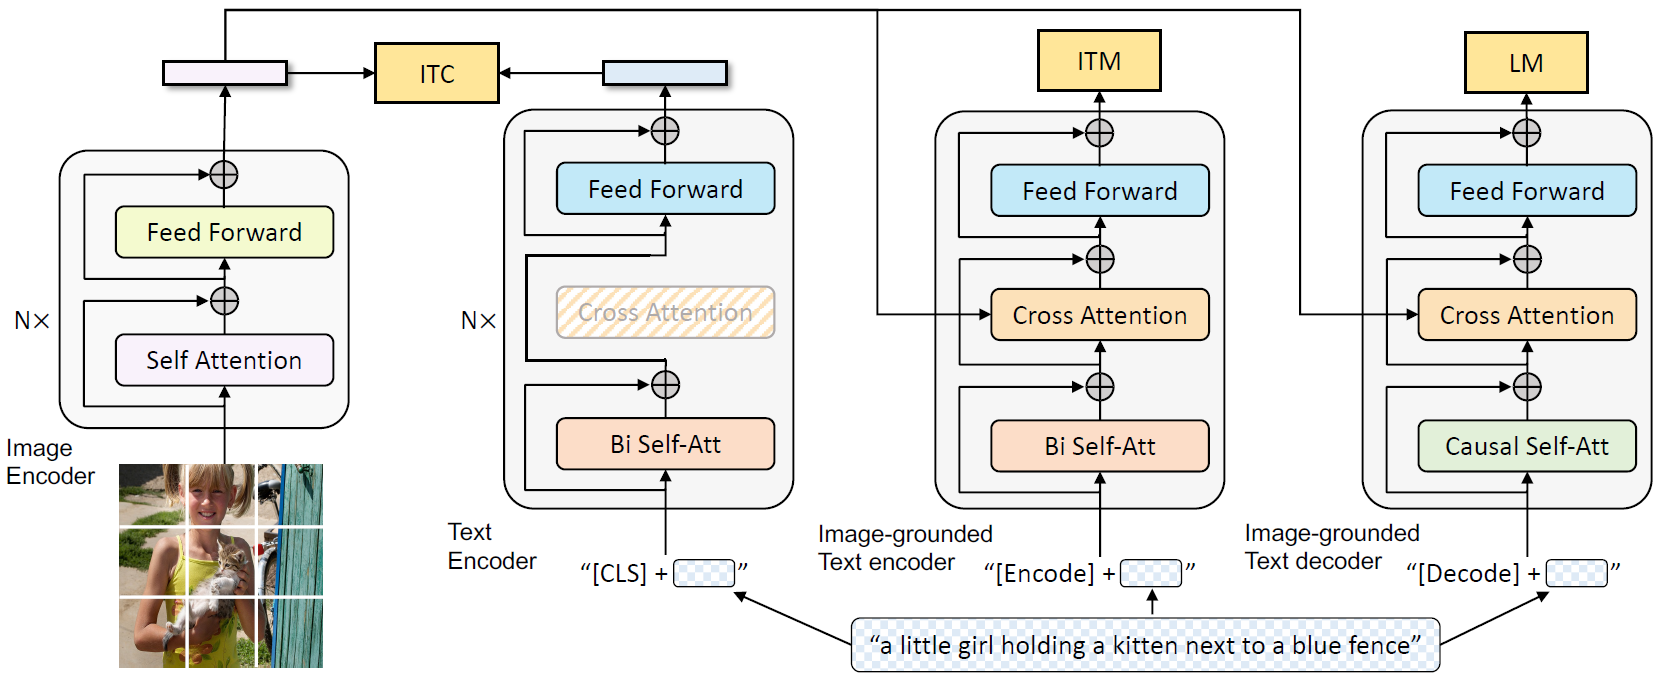 ITC
ITM
LM
Feed Forward
Self Attention
N×
Image
Encoder
Feed Forward
Cross Attention
Bi Self-Att
N×
Text
Encoder
“[CLS] + ”
Feed Forward
Cross Attention
Bi Self-Att
Image-grounded
Text encoder
“[Encode] + ”
Feed Forward
Cross Attention
Causal Self-Att
Image-grounded
Text decoder
“[Decode] + ”
“a little girl holding a kitten next to a blue fence”